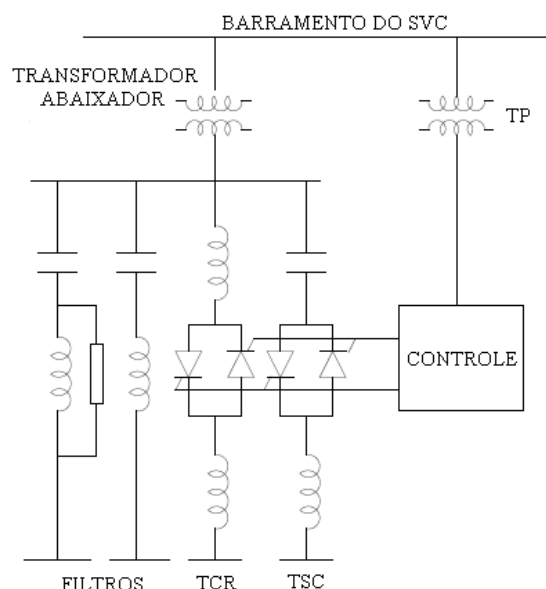 BARRAMENTO DO SVC
TRANSFORMADOR
ABAIXADOR
TP
CONTROLE
FILTROS
TCR
TSC